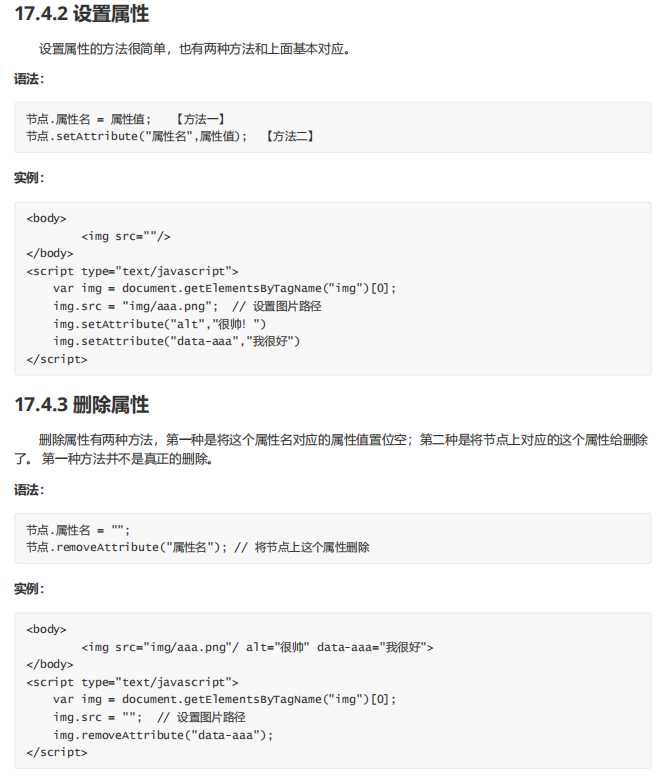 17.4.2 设置属性
设置属性的方法很简单，也有两种方法和上面基本对应。
语法：
节点.属性名 = 属性值;   【方法一】
节点.setAttribute("属性名",属性值);  【方法二】
实例：
<body>
        <img src=""/>
</body>
<script type="text/javascript">
    var img = document.getElementsByTagName("img")[0];
    img.src = "img/aaa.png";  // 设置图片路径
    img.setAttribute("alt","很帅！")
    img.setAttribute("data-aaa","我很好")
</script>
17.4.3 删除属性
删除属性有两种方法，第一种是将这个属性名对应的属性值置位空；第二种是将节点上对应的这个属性给删除
了。 第一种方法并不是真正的删除。
语法：
节点.属性名 = "";
节点.removeAttribute("属性名"); // 将节点上这个属性删除
实例：
<body>
        <img src="img/aaa.png"/ alt="很帅" data-aaa="我很好">
</body>
<script type="text/javascript">
    var img = document.getElementsByTagName("img")[0];
    img.src = "";  // 设置图片路径
    img.removeAttribute("data-aaa");
</script>